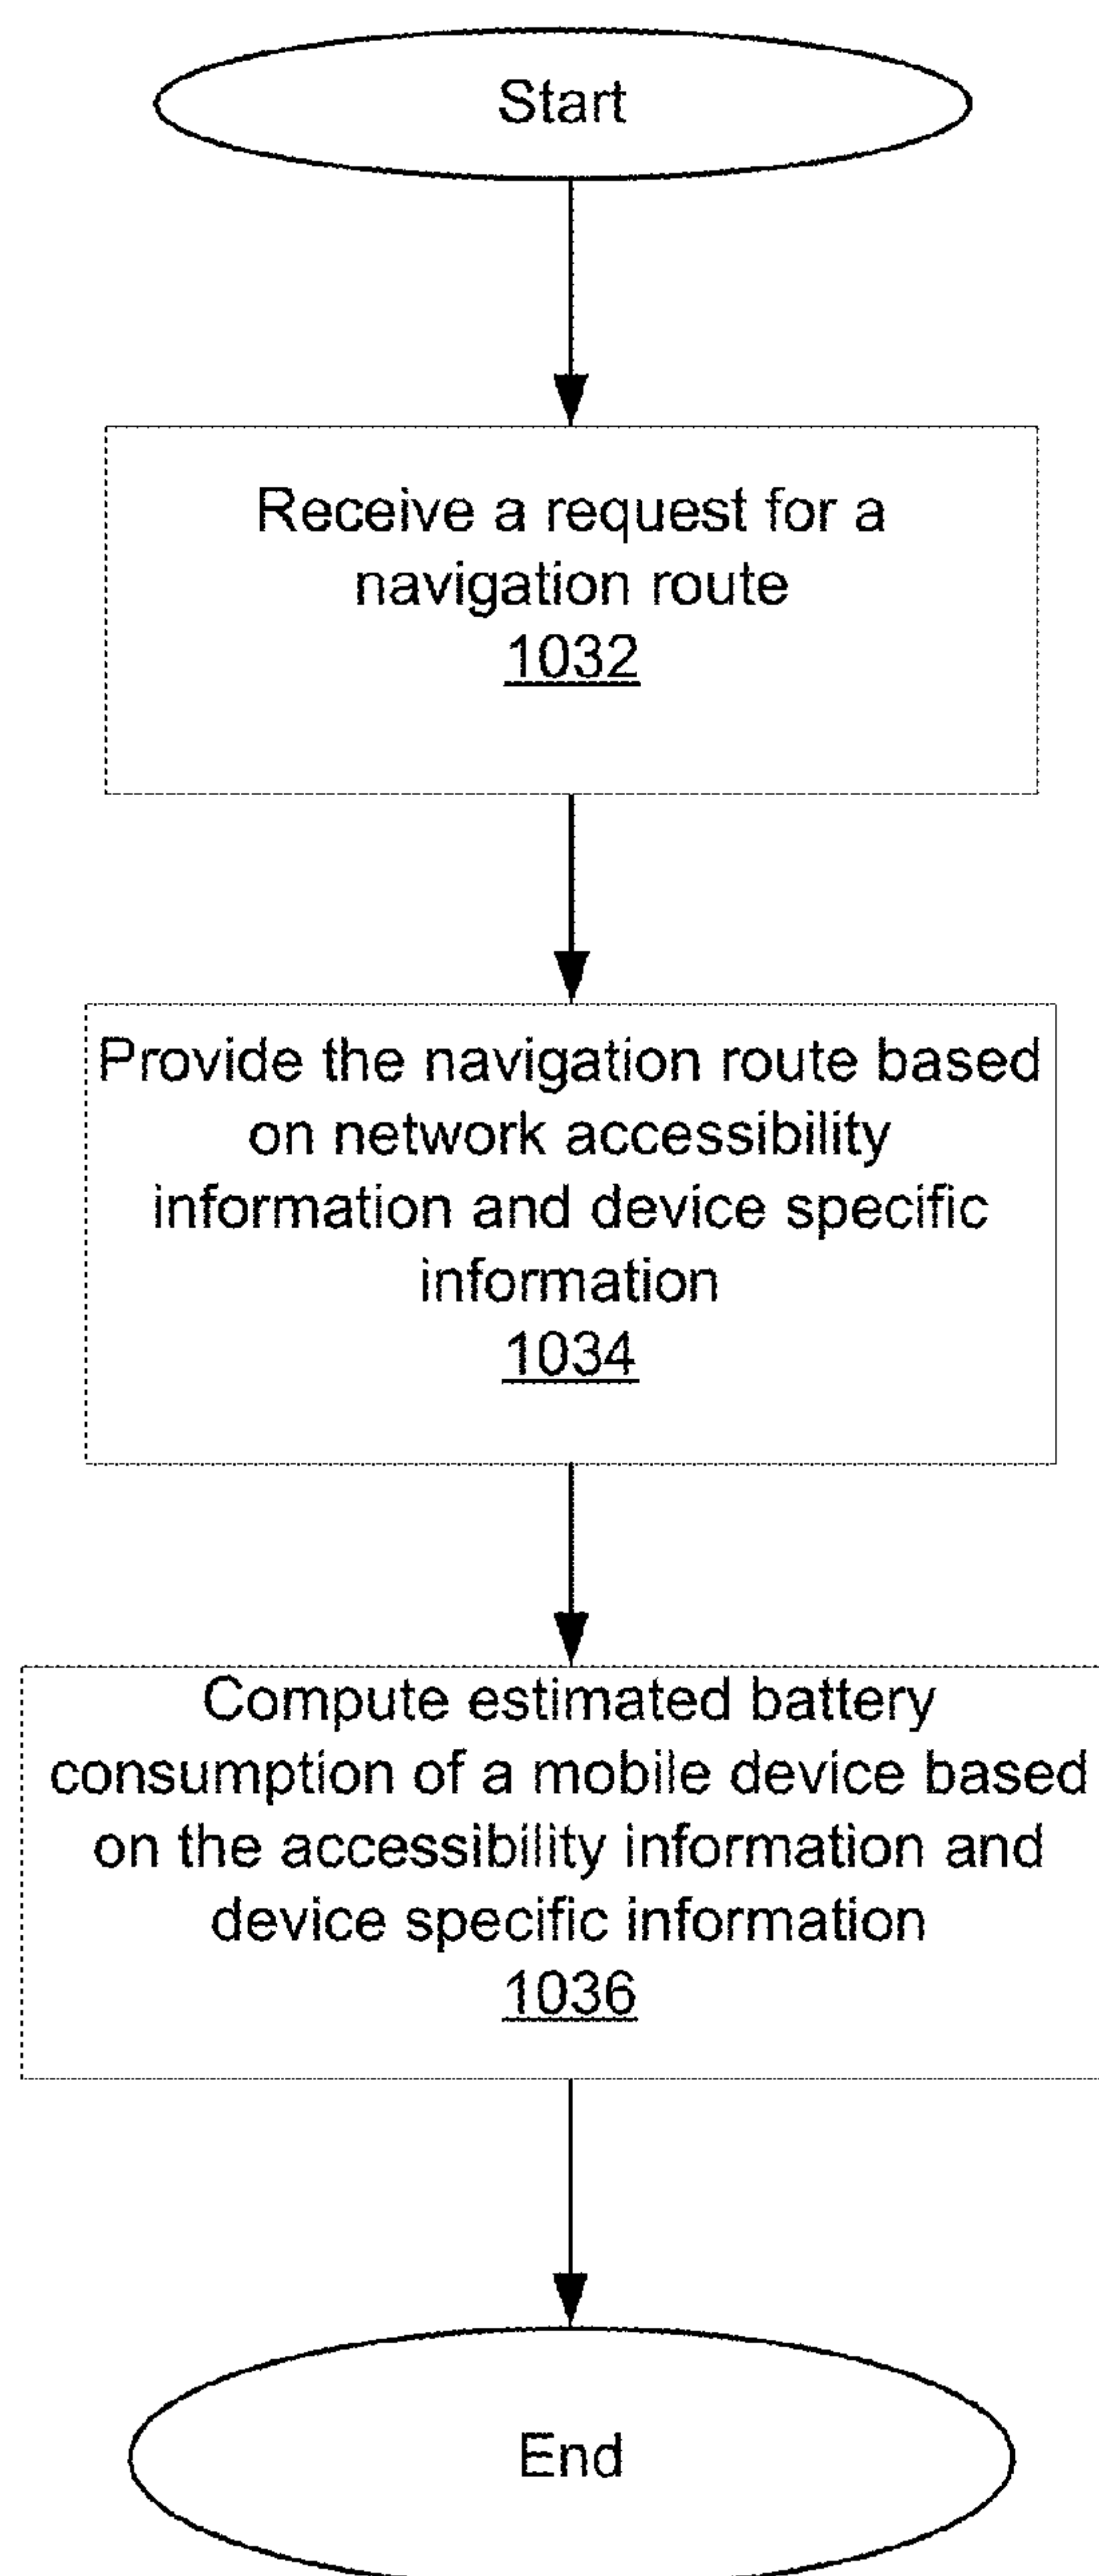 Start
Receive a request for a
navigation route
1032
Provide the navigation route based
on network accessibility
information and device specific
information
1034
Compute estimated battery
consumption of a mobile device based
on the accessibility information and
device specific information
1036
End